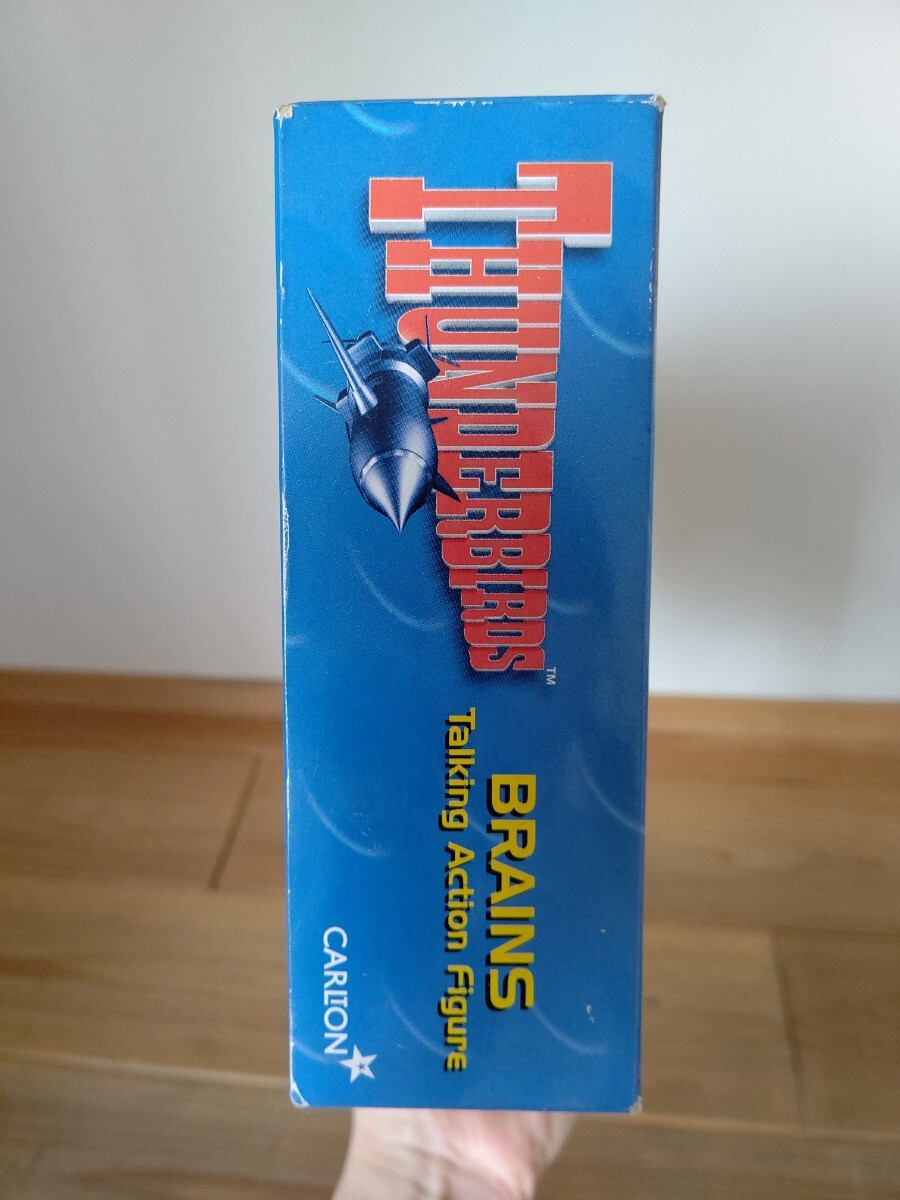 THUNDERBIRDS™
BRAINS
Talking Action Figure
CARLTON